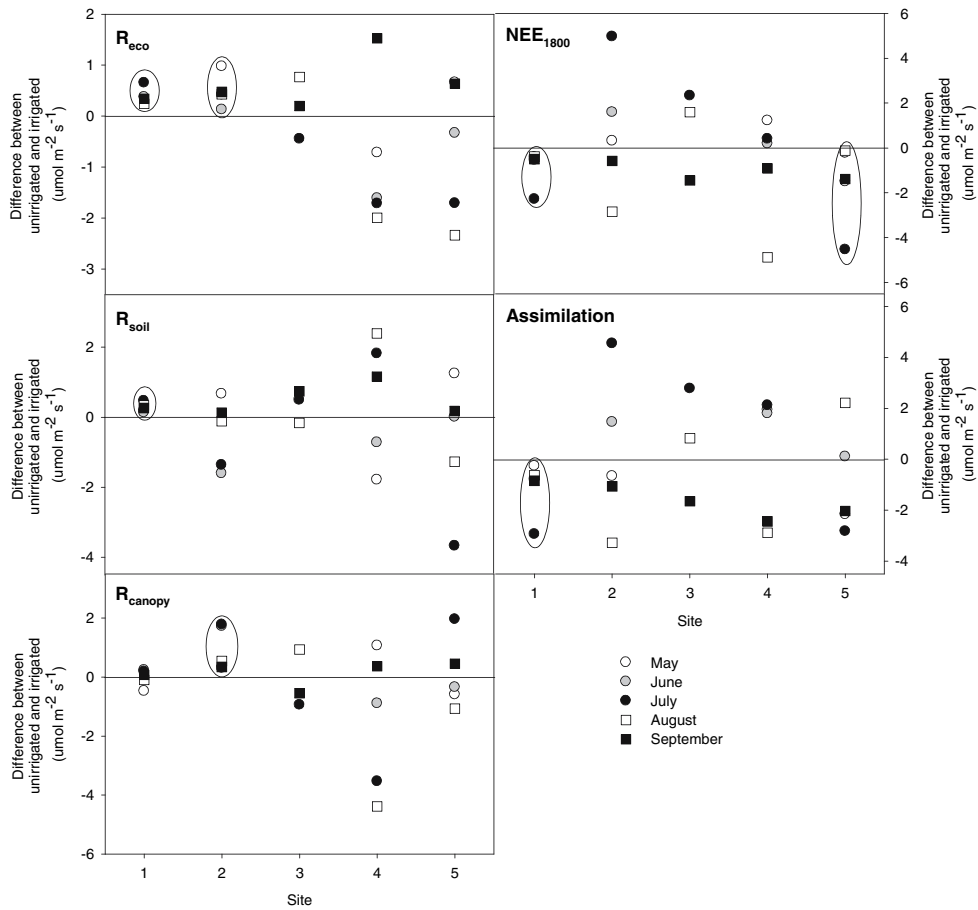 R_eco
Difference between
unirrigated and irrigated
(umol m⁻² s⁻¹)
2
1
0
-1
-2
-3
NEE₁₈₀₀
6
4
2
0
-2
-4
-6
Difference between
unirrigated and irrigated
(umol m⁻² s⁻¹)
R_soil
Difference between
unirrigated and irrigated
(umol m⁻² s⁻¹)
2
0
-2
-4
Assimilation
6
4
2
0
-2
-4
Difference between
unirrigated and irrigated
(umol m⁻² s⁻¹)
1 2 3 4 5
Site
R_canopy
Difference between
unirrigated and irrigated
(umol m⁻² s⁻¹)
2
0
-2
-4
-6
1 2 3 4 5
Site
May
June
July
August
September